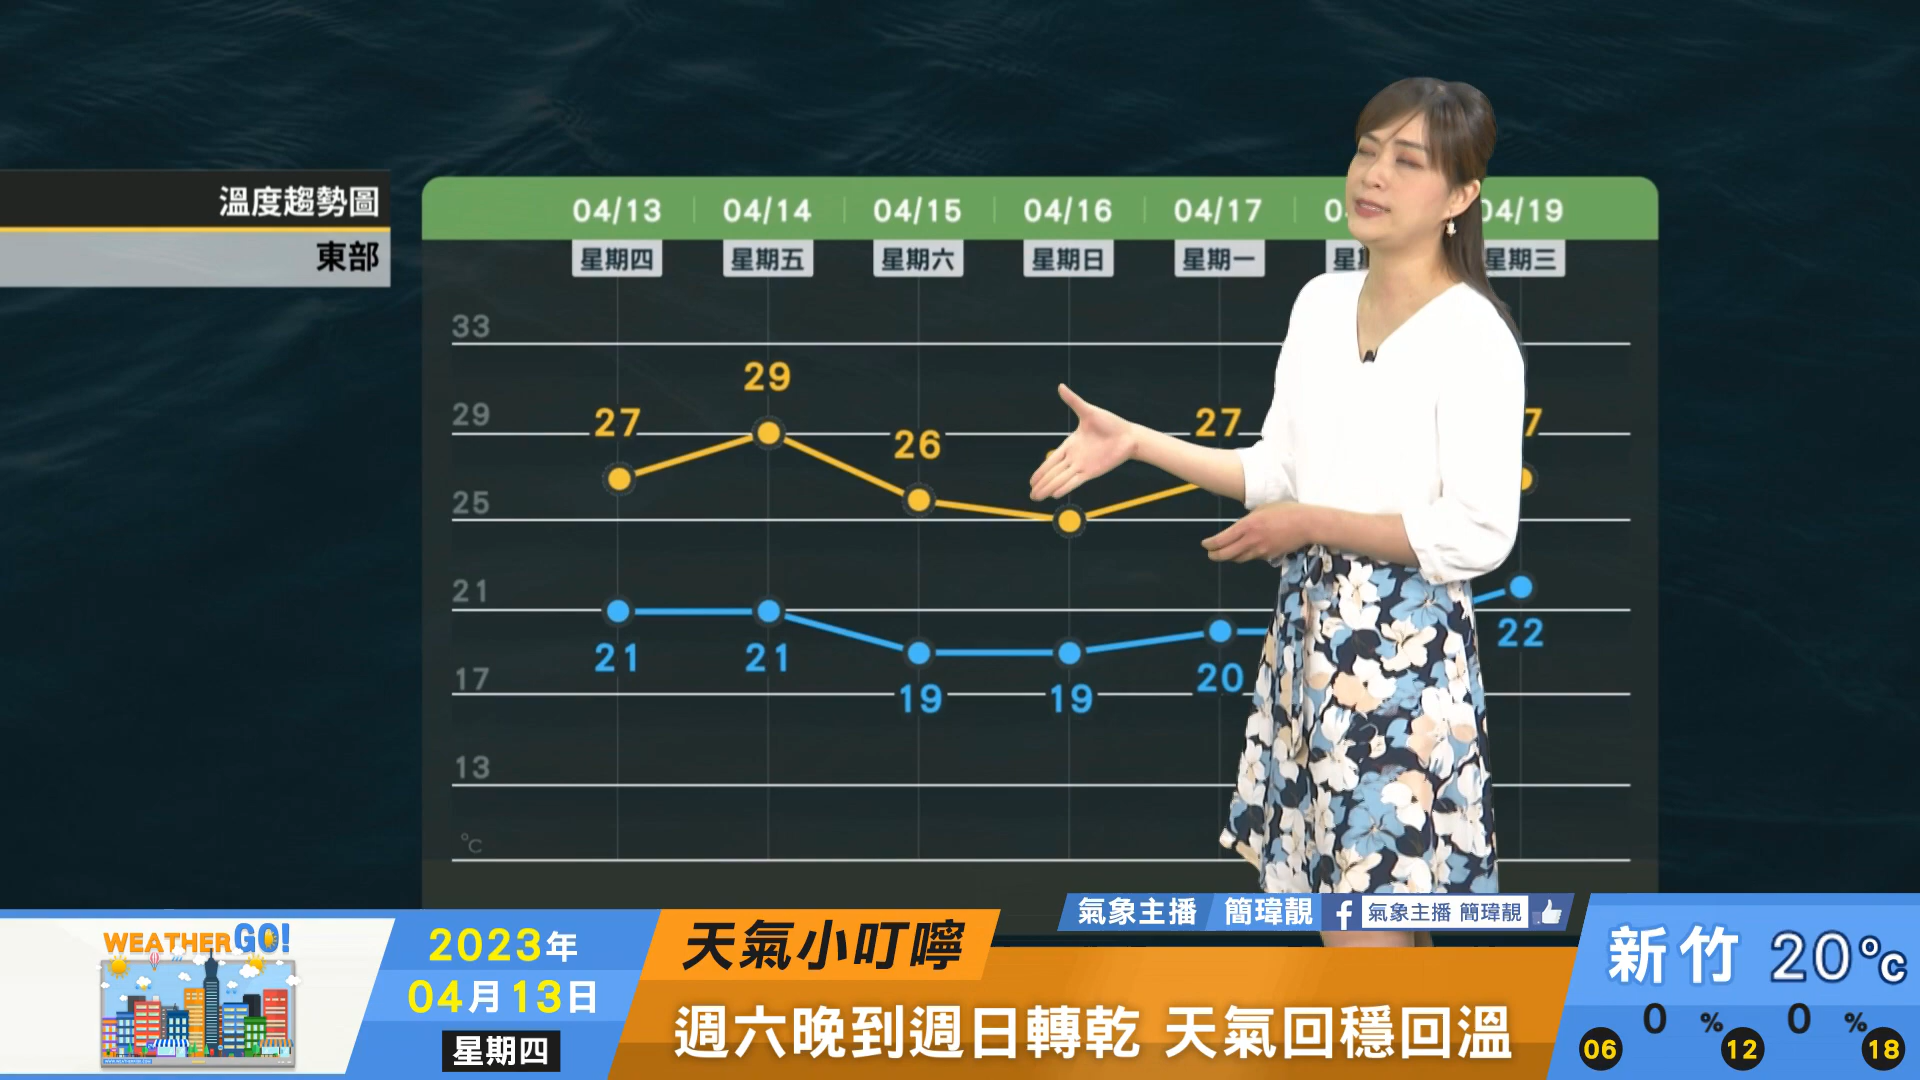 溫度趨勢圖
東部
04/13 04/14 04/15 04/16 04/17 04/19
星期四 星期五 星期六 星期日 星期一 星期三
33
29
25
21
17
13
°C
27 29 26 27
21 21 19 19 20 22
氣象主播 簡瑋靚 f 氣象主播 簡瑋靚
WEATHER GO!
2023年
04月13日
星期四
天氣小叮嚀
週六晚到週日轉乾 天氣回穩回溫
新竹 20°C
0 % 0 %
06 12 18